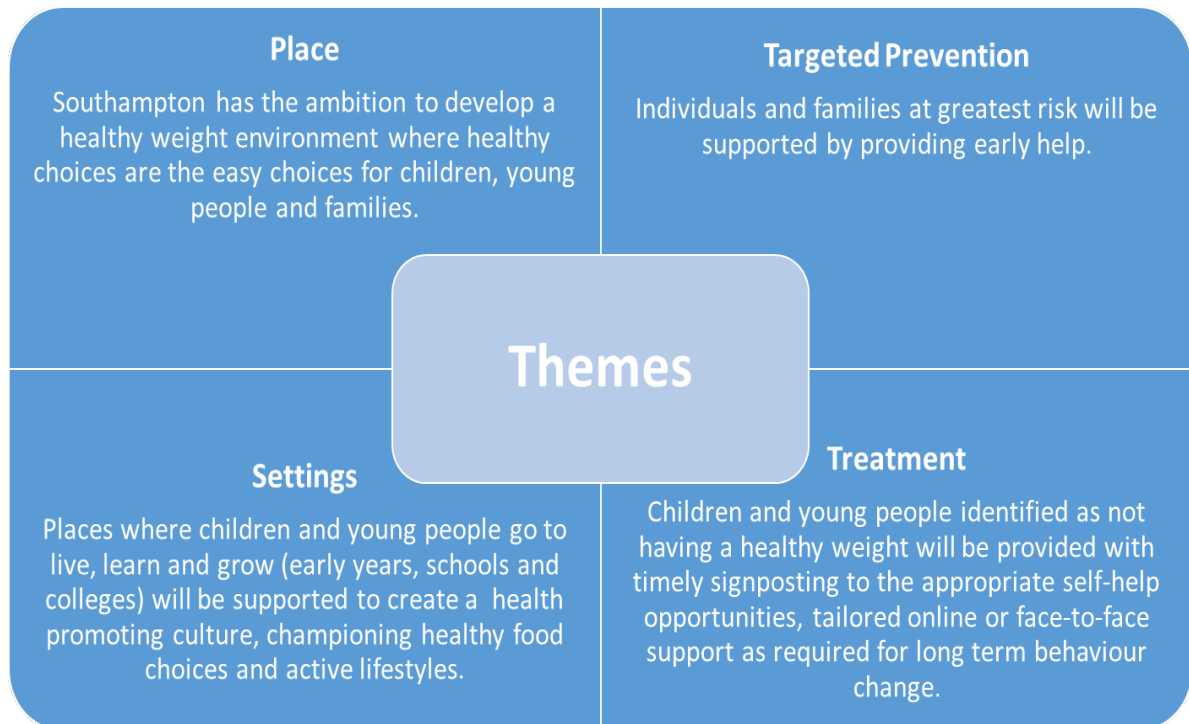 Place
Southampton has the ambition to develop a
healthy weight environment where healthy
choices are the easy choices for children, young
people and families.
Targeted Prevention
Individuals and families at greatest risk will be
supported by providing early help.
Themes
Settings
Places where children and young people go to
live, learn and grow (early years, schools and
colleges) will be supported to create a health
promoting culture, championing healthy food
choices and active lifestyles.
Treatment
Children and young people identified as not
having a healthy weight will be provided with
timely signposting to the appropriate self-help
opportunities, tailored online or face-to-face
support as required for long term behaviour
change.